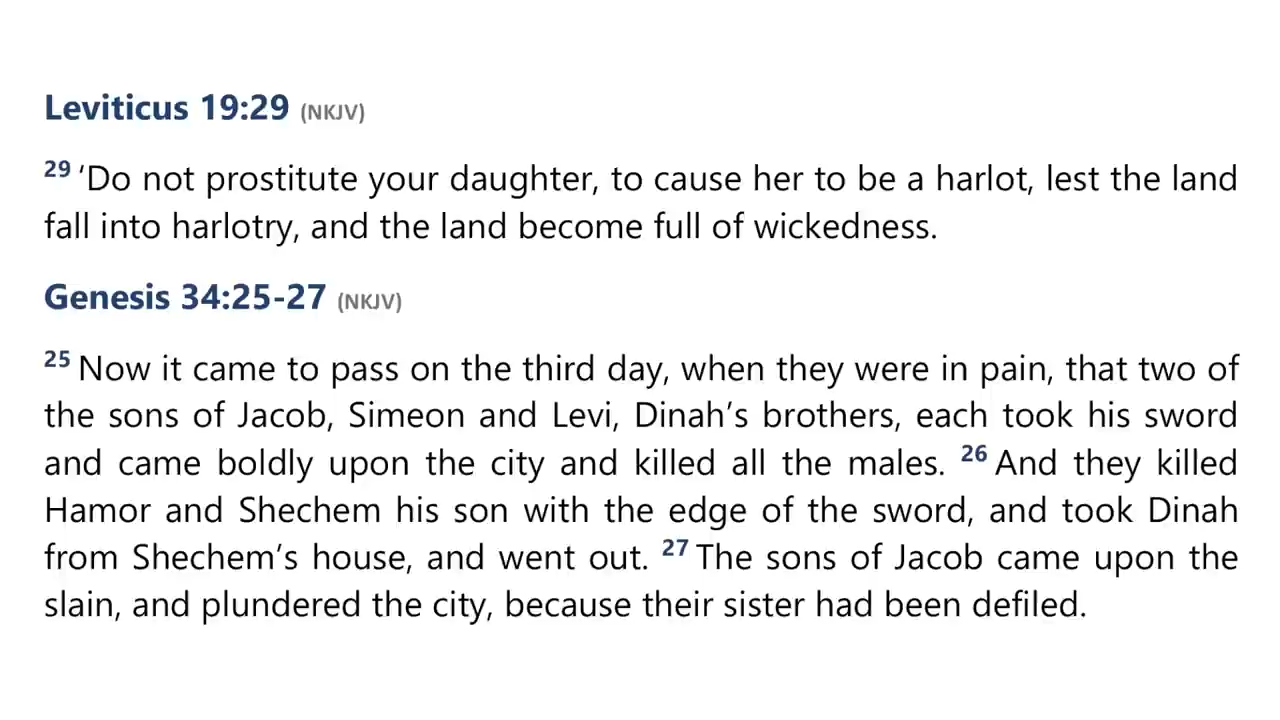 Leviticus 19:29 (NKJV)
29 ‘Do not prostitute your daughter, to cause her to be a harlot, lest the land
fall into harlotry, and the land become full of wickedness.
Genesis 34:25-27 (NKJV)
25 Now it came to pass on the third day, when they were in pain, that two of
the sons of Jacob, Simeon and Levi, Dinah’s brothers, each took his sword
and came boldly upon the city and killed all the males. 26 And they killed
Hamor and Shechem his son with the edge of the sword, and took Dinah
from Shechem’s house, and went out. 27 The sons of Jacob came upon the
slain, and plundered the city, because their sister had been defiled.